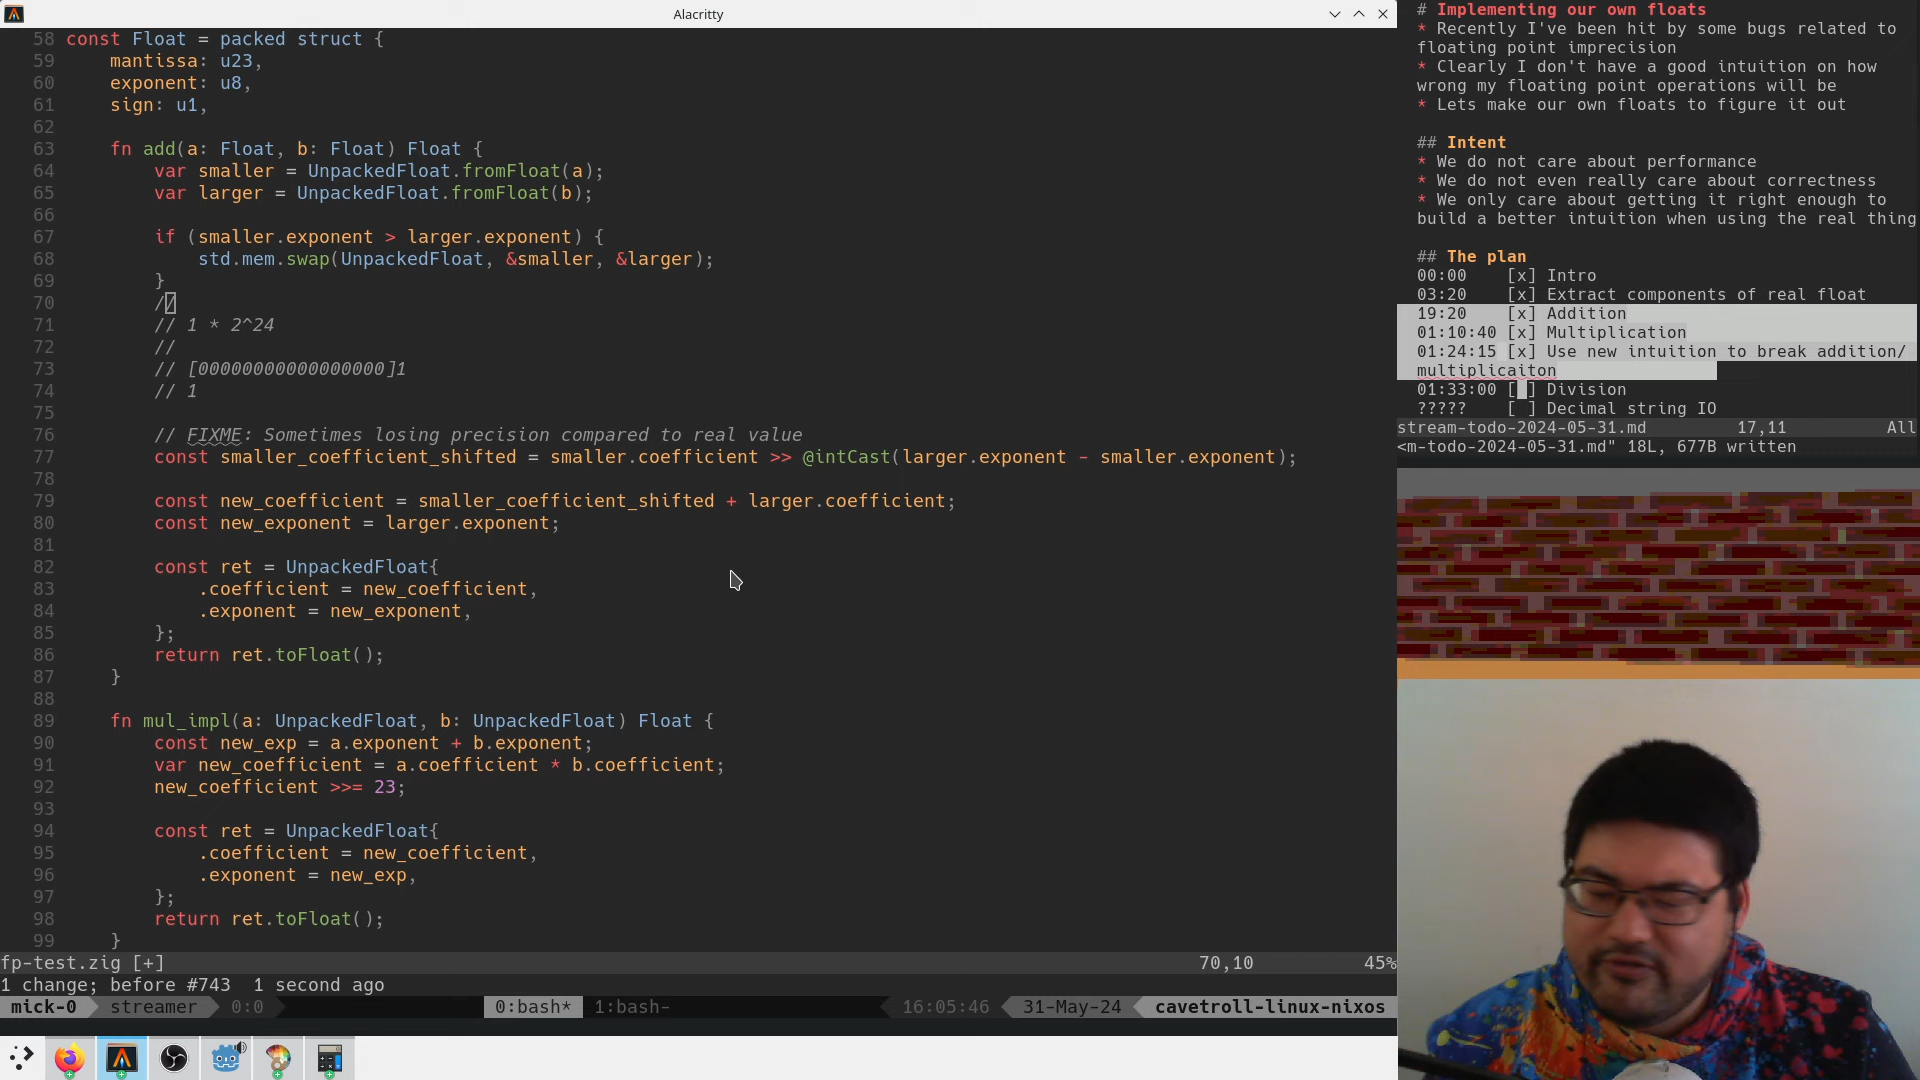 Alacritty
58 const Float = packed struct {
59 mantissa: u23,
60 exponent: u8,
61 sign: u1,
62
63 fn add(a: Float, b: Float) Float {
64 var smaller = UnpackedFloat.fromFloat(a);
65 var larger = UnpackedFloat.fromFloat(b);
66
67 if (smaller.exponent > larger.exponent) {
68 std.mem.swap(UnpackedFloat, &smaller, &larger);
69 }
70 //
71 // 1 * 2^24
72 //
73 // [00000000000000000]1
74 // 1
75
76 // FIXME: Sometimes losing precision compared to real value
77 const smaller_coefficient_shifted = smaller.coefficient >> @intCast(larger.exponent - smaller.exponent);
78
79 const new_coefficient = smaller_coefficient_shifted + larger.coefficient;
80 const new_exponent = larger.exponent;
81
82 const ret = UnpackedFloat{
83 .coefficient = new_coefficient,
84 .exponent = new_exponent,
85 };
86 return ret.toFloat();
87 }
88
89 fn mul_impl(a: UnpackedFloat, b: UnpackedFloat) Float {
90 const new_exp = a.exponent + b.exponent;
91 var new_coefficient = a.coefficient * b.coefficient;
92 new_coefficient >>= 23;
93
94 const ret = UnpackedFloat{
95 .coefficient = new_coefficient,
96 .exponent = new_exp,
97 };
98 return ret.toFloat();
99 }
fp-test.zig [+] 70,10 45%
1 change; before #743 1 second ago
mick-0 streamer 0:0 0:bash* 1:bash- 16:05:46 31-May-24 cavetroll-linux-nixos
# Implementing our own floats
* Recently I've been hit by some bugs related to
floating point imprecision
* Clearly I don't have a good intuition on how
wrong my floating point operations will be
* Lets make our own floats to figure it out
## Intent
* We do not care about performance
* We do not even really care about correctness
* We only care about getting it right enough to
build a better intuition when using the real thing
## The plan
00:00 [x] Intro
03:20 [x] Extract components of real float
19:20 [x] Addition
01:10:40 [x] Multiplication
01:24:15 [x] Use new intuition to break addition/
multiplicaiton
01:33:00 [ ] Division
????? [ ] Decimal string IO
stream-todo-2024-05-31.md 17,11 All
<m-todo-2024-05-31.md" 18L, 677B written